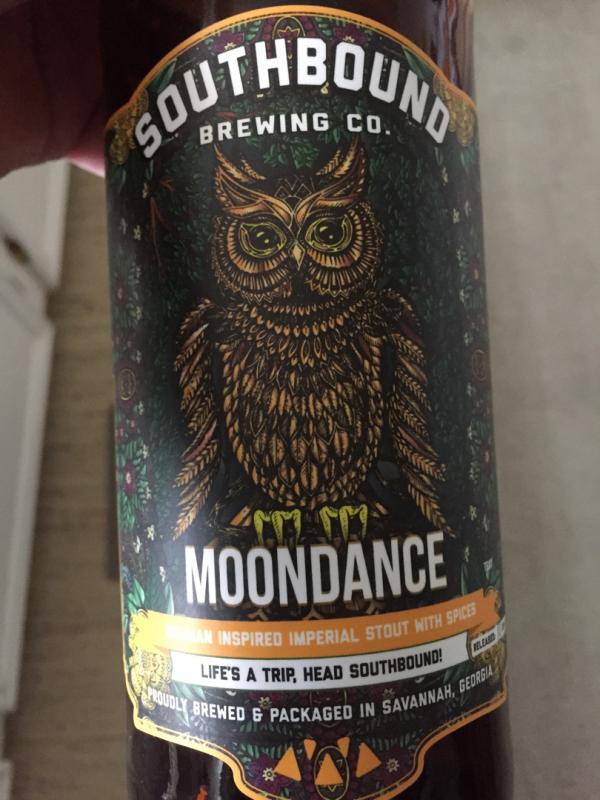 SOUTHBOUND
BREWING CO.
MOONDANCE
INSPIRED IMPERIAL STOUT WITH SPICES
RELEASED
LIFE'S A TRIP, HEAD SOUTHBOUND!
PROUDLY BREWED & PACKAGED IN SAVANNAH, GEORGIA